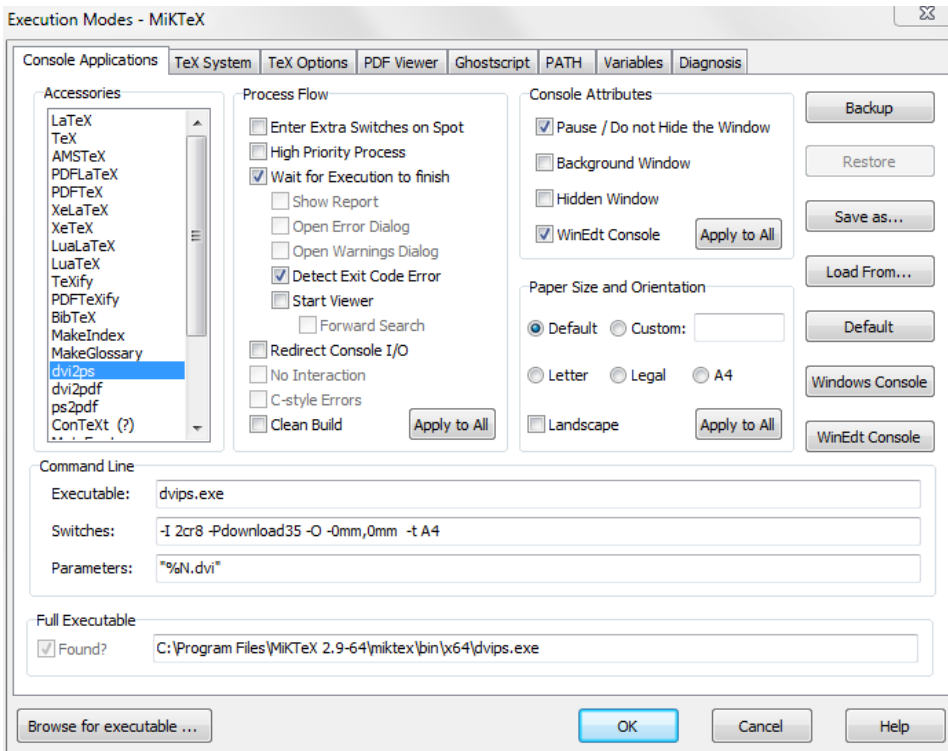 Execution Modes - MiKTeX
Console Applications TeX System TeX Options PDF Viewer Ghostscript PATH Variables Diagnosis
Accessories
LaTeX
TeX
AMSTeX
PDFLaTeX
PDFTeX
XeLaTeX
XeTeX
LuaLaTeX
LuaTeX
TeXify
PDFTeXify
BibTeX
MakeIndex
MakeGlossary
dvi2ps
dvi2pdf
ps2pdf
ConTeXt (?)
Process Flow
Enter Extra Switches on Spot
High Priority Process
Wait for Execution to finish
Show Report
Open Error Dialog
Open Warnings Dialog
Detect Exit Code Error
Start Viewer
Forward Search
Redirect Console I/O
No Interaction
C-style Errors
Clean Build Apply to All
Console Attributes
Pause / Do not Hide the Window
Background Window
Hidden Window
WinEdt Console Apply to All
Paper Size and Orientation
Default Custom:
Letter Legal A4
Landscape Apply to All
Backup
Restore
Save as...
Load From...
Default
Windows Console
WinEdt Console
Command Line
Executable: dvips.exe
Switches: -I 2cr8 -Pdownload35 -O -0mm,0mm -t A4
Parameters: "%N.dvi"
Full Executable
Found? C:\Program Files\MiKTeX 2.9-64\miktex\bin\x64\dvips.exe
Browse for executable ... OK Cancel Help